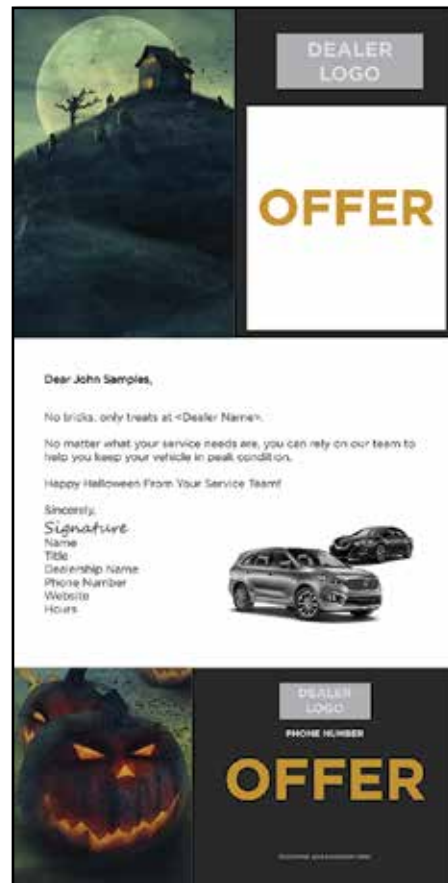 DEALER
LOGO
OFFER
Dear John Samples,
No tricks, only treats at <Dealer Name>.
No matter what your service needs are, you can rely on our team to
help you keep your vehicle in peak condition.
Happy Halloween From Your Service Team!
Sincerely,
Signature
Name
Title
Dealership Name
Phone Number
Website
Hours
DEALER
LOGO
PHONE NUMBER
OFFER